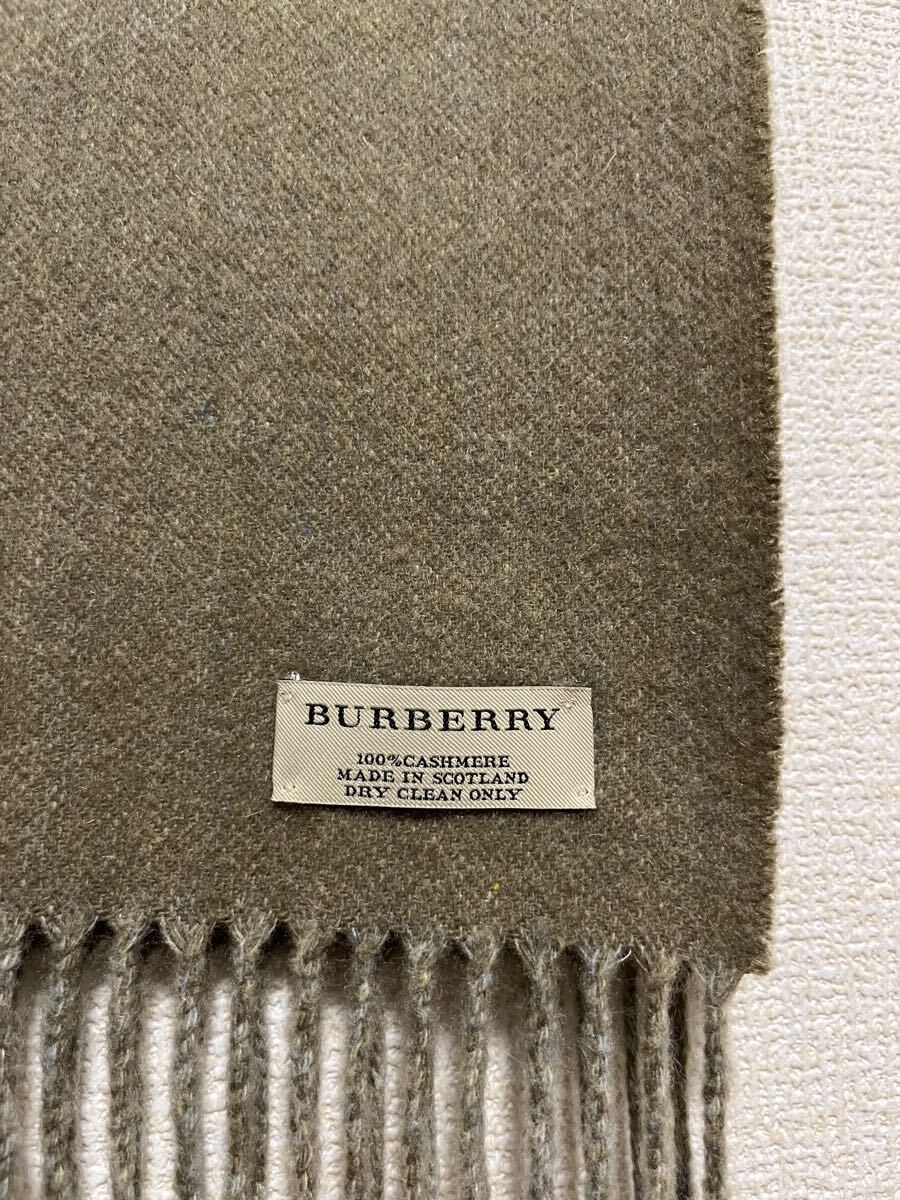 BURBERRY
100%CASHMERE
MADE IN SCOTLAND
DRY CLEAN ONLY